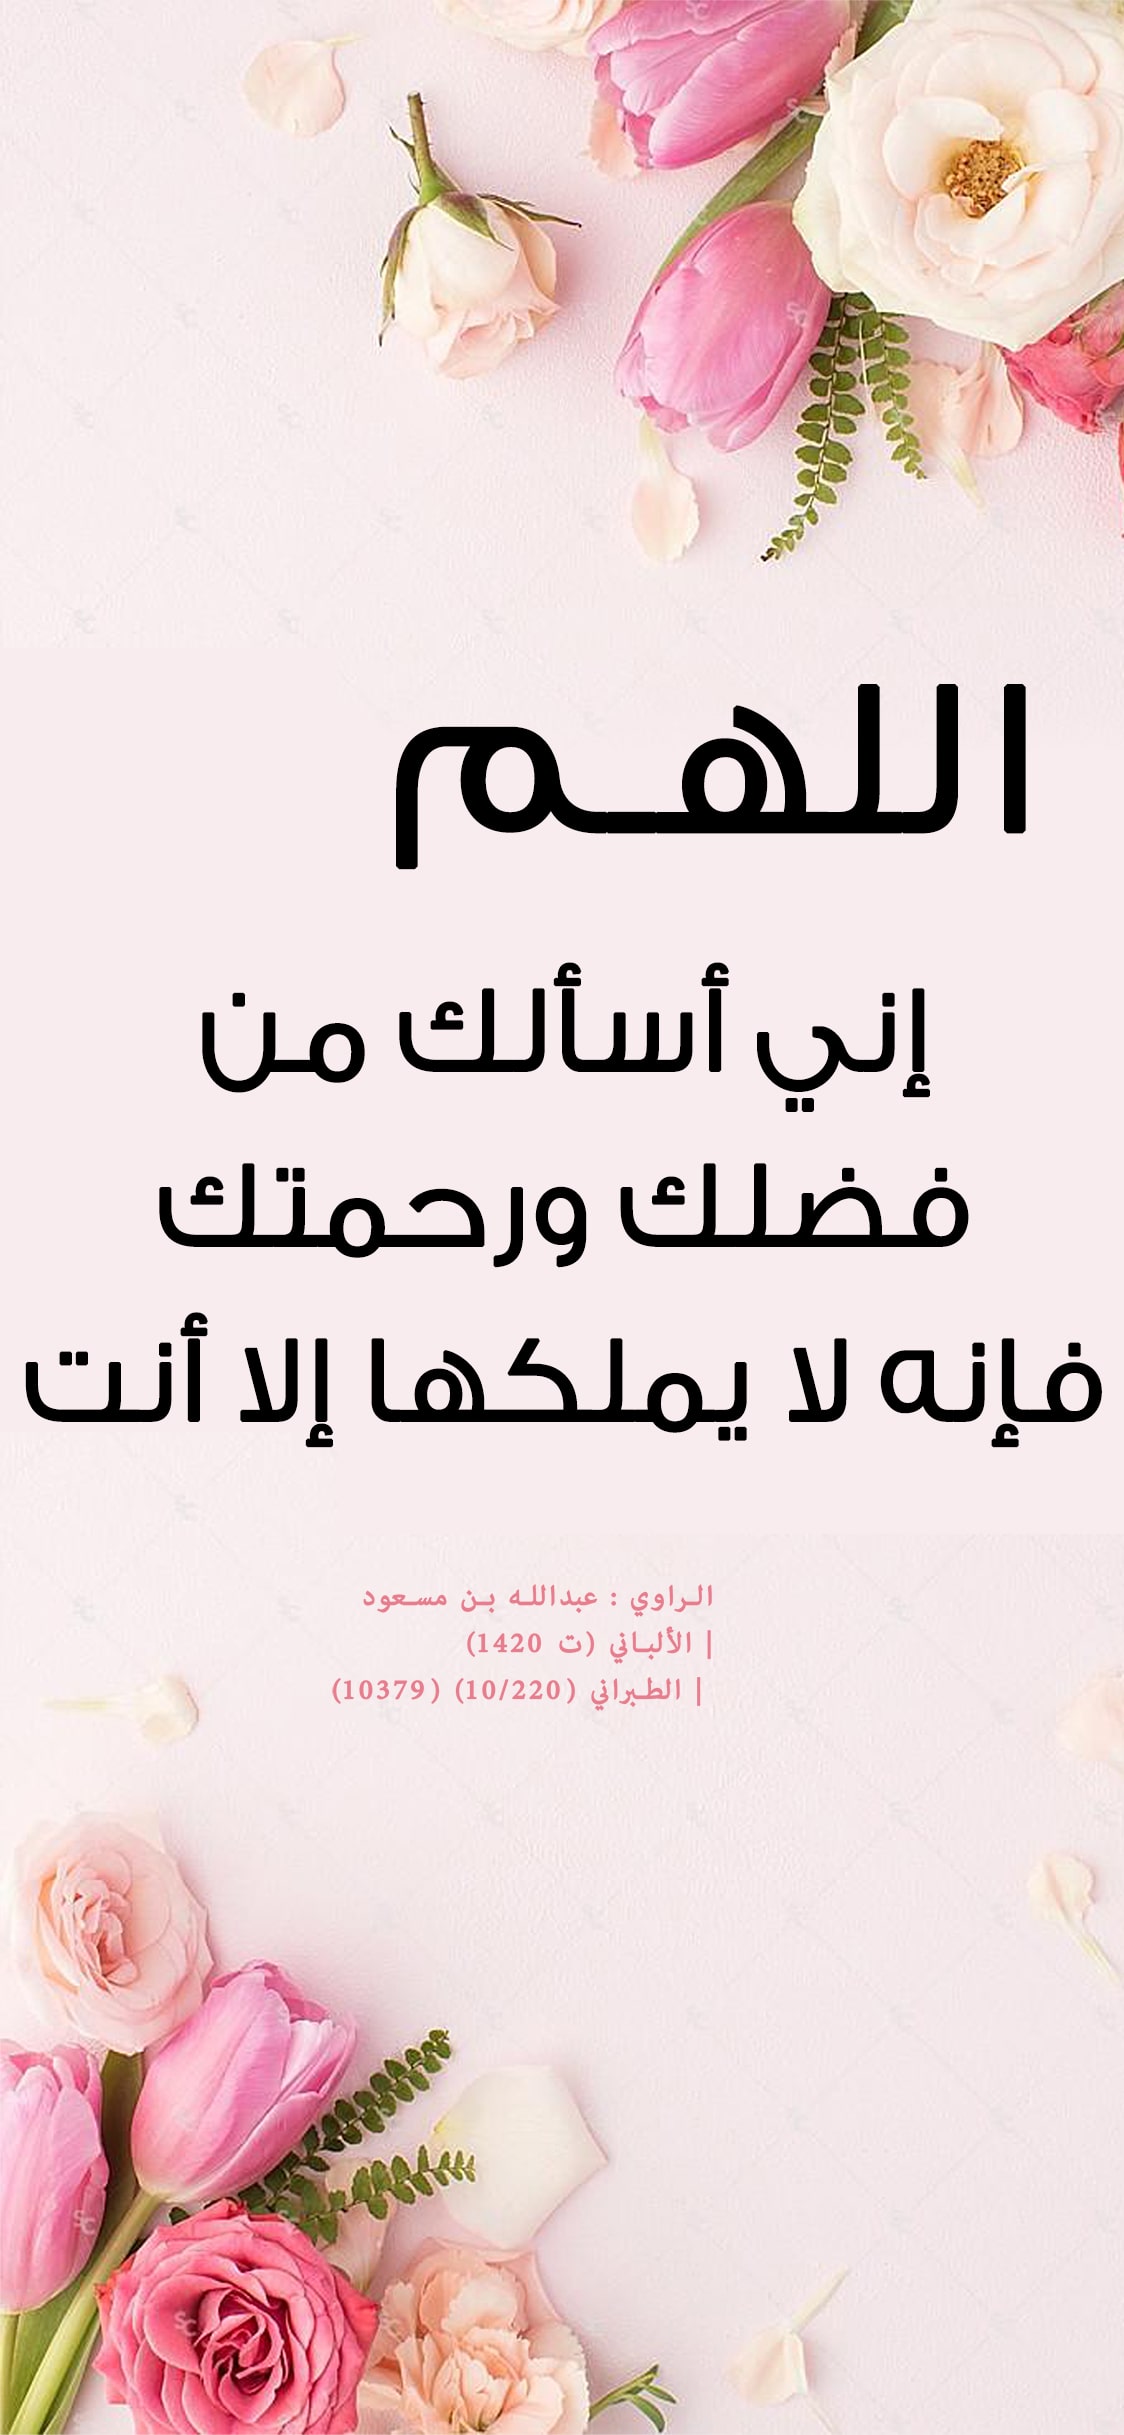 اللهم
إني أسألك من
فضلك ورحمتك
فإنه لا يملكها إلا أنت
الراوي : عبدالله بن مسعود
| الألباني (ت 1420)
| الطبراني (10/220) (10379)